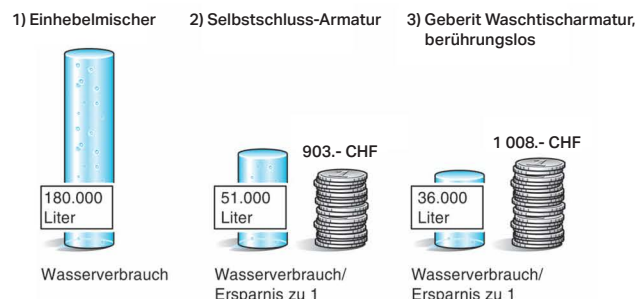 1) Einhebelmischer
2) Selbstschluss-Armatur
3) Geberit Waschtischarmatur,
berührungslos
180.000
Liter
Wasserverbrauch
903.- CHF
51.000
Liter
Wasserverbrauch/
Ersparnis zu 1
1 008.- CHF
36.000
Liter
Wasserverbrauch/
Ersparnis zu 1